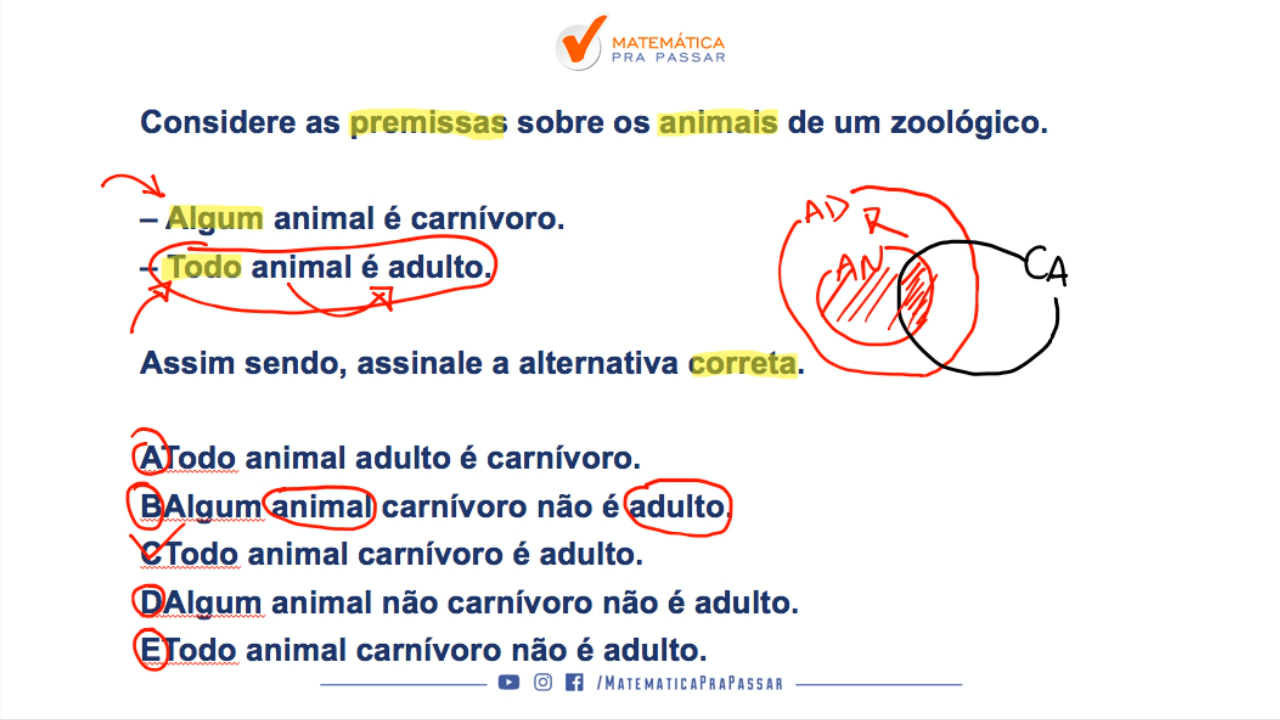 MATEMÁTICA
PRA PASSAR
Considere as premissas sobre os animais de um zoológico.
– Algum animal é carnívoro.
– Todo animal é adulto.
AD R
CAN
CA
Assim sendo, assinale a alternativa correta.
ATodo animal adulto é carnívoro.
BAlgum animal carnívoro não é adulto.
CTodo animal carnívoro é adulto.
DAlgum animal não carnívoro não é adulto.
ETodo animal carnívoro não é adulto.
/MATEMATICAPRAPASSAR